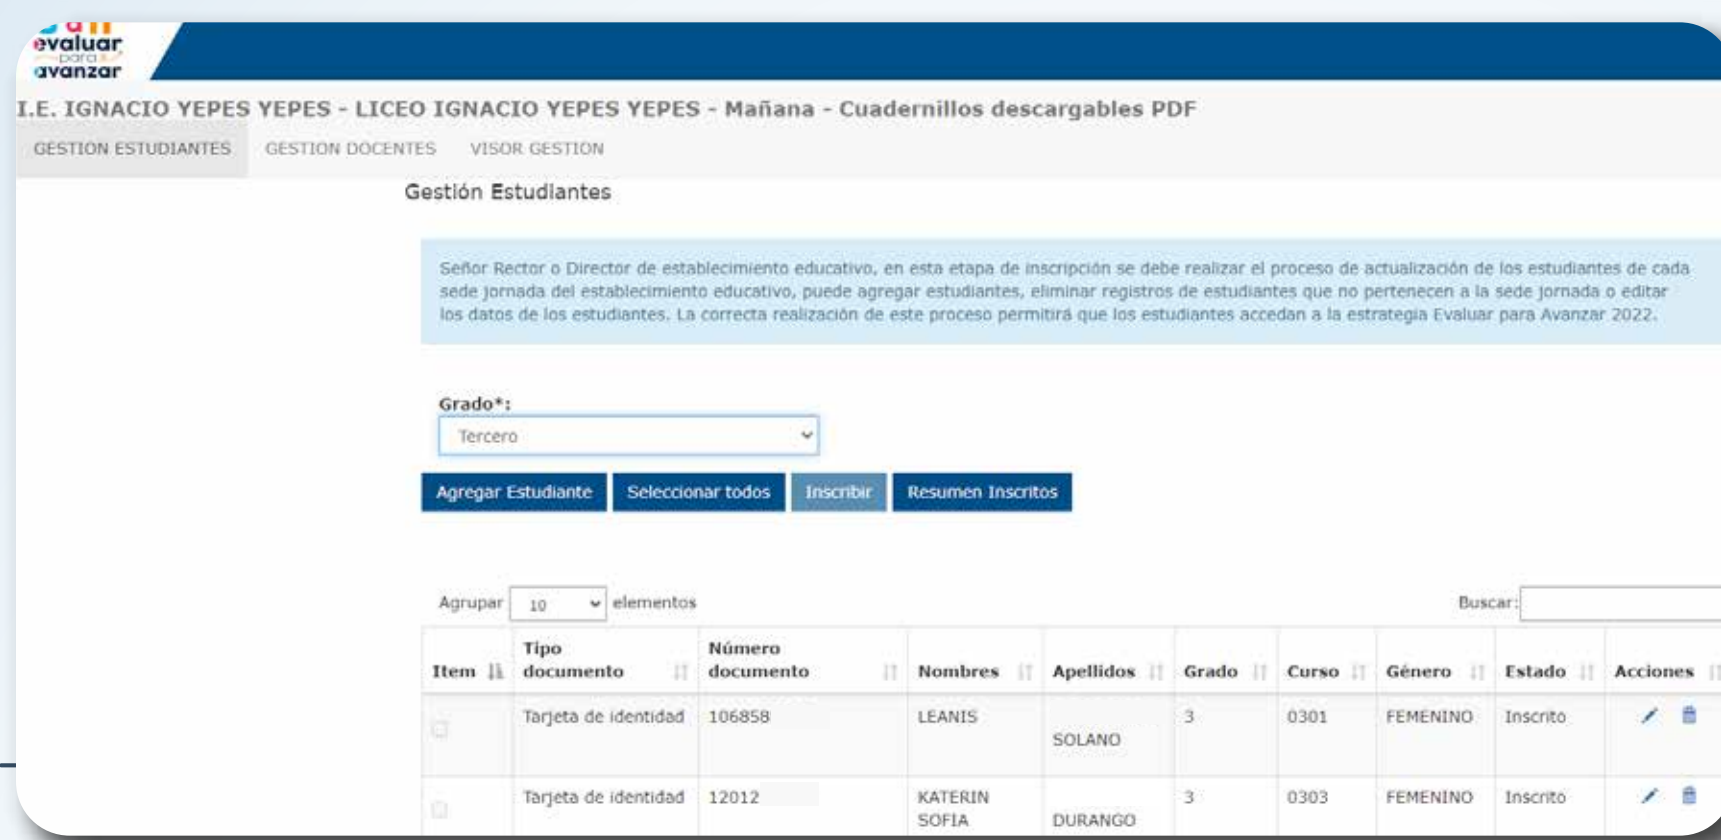 evaluar
para
avanzar
I.E. IGNACIO YEPES YEPES - LICEO IGNACIO YEPES YEPES - Mañana - Cuadernillos descargables PDF
GESTION ESTUDIANTES GESTION DOCENTES VISOR GESTION
Gestión Estudiantes
Señor Rector o Director de establecimiento educativo, en esta etapa de inscripción se debe realizar el proceso de actualización de los estudiantes de cada
sede jornada del establecimiento educativo, puede agregar estudiantes, eliminar registros de estudiantes que no pertenecen a la sede jornada o editar
los datos de los estudiantes. La correcta realización de este proceso permitirá que los estudiantes accedan a la estrategia Evaluar para Avanzar 2022.
Grado*:
Tercero
Agregar Estudiante Seleccionar todos Inscribir Resumen Inscritos
Agrupar 10 elementos Buscar:
Item Tipo documento Número documento Nombres Apellidos Grado Curso Género Estado Acciones
Tarjeta de identidad 106858 LEANIS SOLANO 3 0301 FEMENINO Inscrito
Tarjeta de identidad 12012 KATERIN SOFIA DURANGO 3 0303 FEMENINO Inscrito